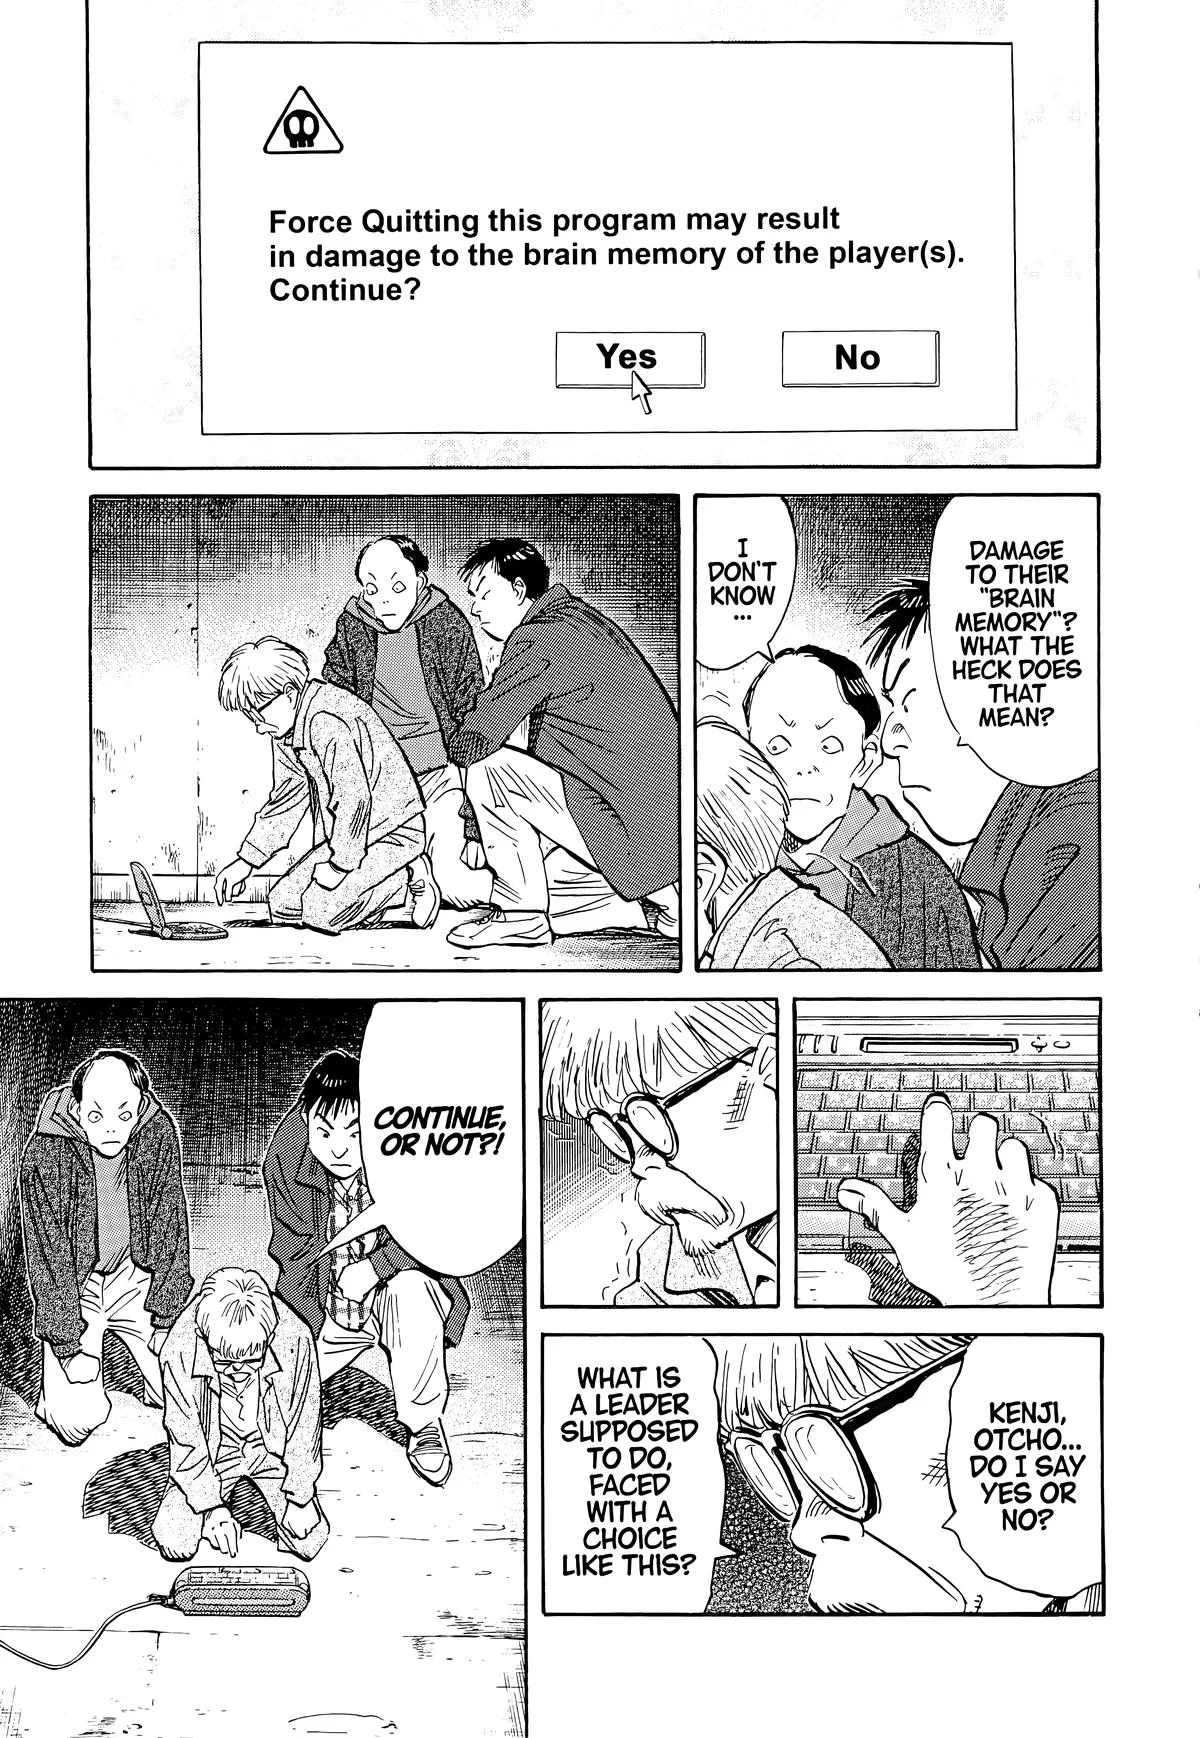 Force Quitting this program may result
in damage to the brain memory of the player(s).
Continue?
Yes
No
DAMAGE
TO THEIR
"BRAIN
MEMORY"?
WHAT THE
HECK DOES
THAT
MEAN?
I
DON'T
KNOW
...
CONTINUE,
OR NOT?!
KENJI,
OTCHO...
DO I SAY
YES OR
NO?
WHAT IS
A LEADER
SUPPOSED
TO DO,
FACED
WITH A
CHOICE
LIKE THIS?